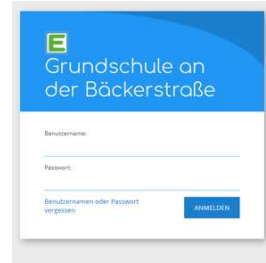 E
Grundschule an
der Bäckerstraße
Benutzername:
Passwort:
Benutzernamen oder Passwort
vergessen
ANMELDEN